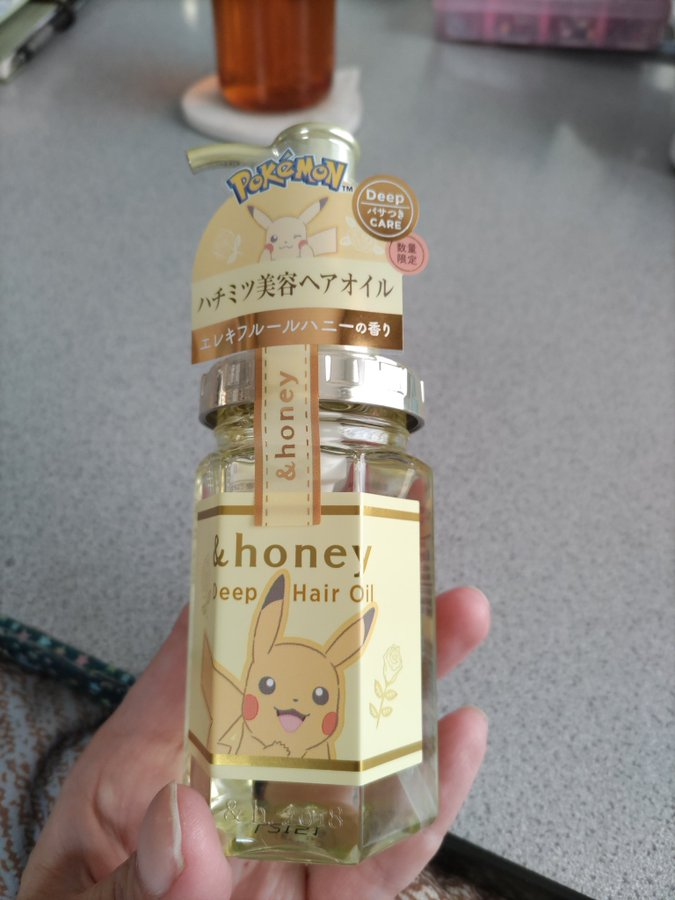 POKÉMON™
Deep
パサつき
CARE
数量
限定
ハチミツ美容ヘアオイル
エレキフルールハニーの香り
&honey
&honey
Deep Hair Oil